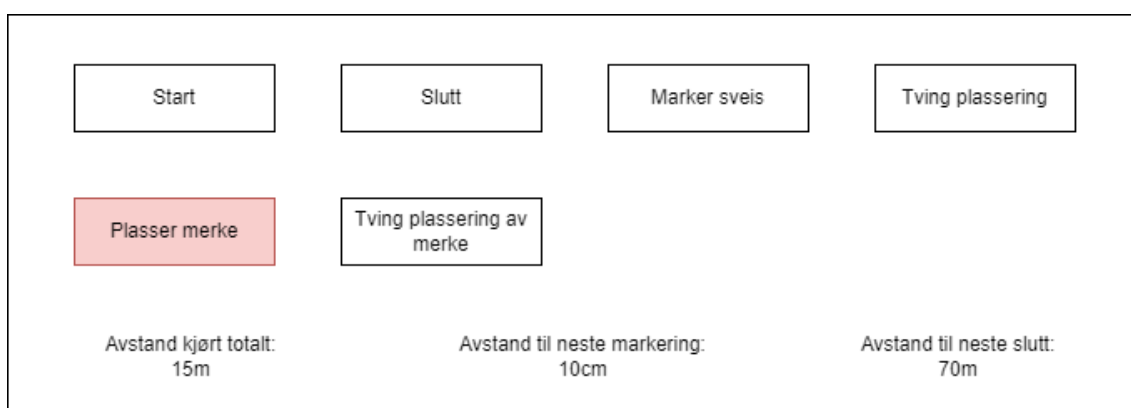 Start
Slutt
Marker sveis
Tving plassering
Plasser merke
Tving plassering av
merke
Avstand kjørt totalt:
15m
Avstand til neste markering:
10cm
Avstand til neste slutt:
70m